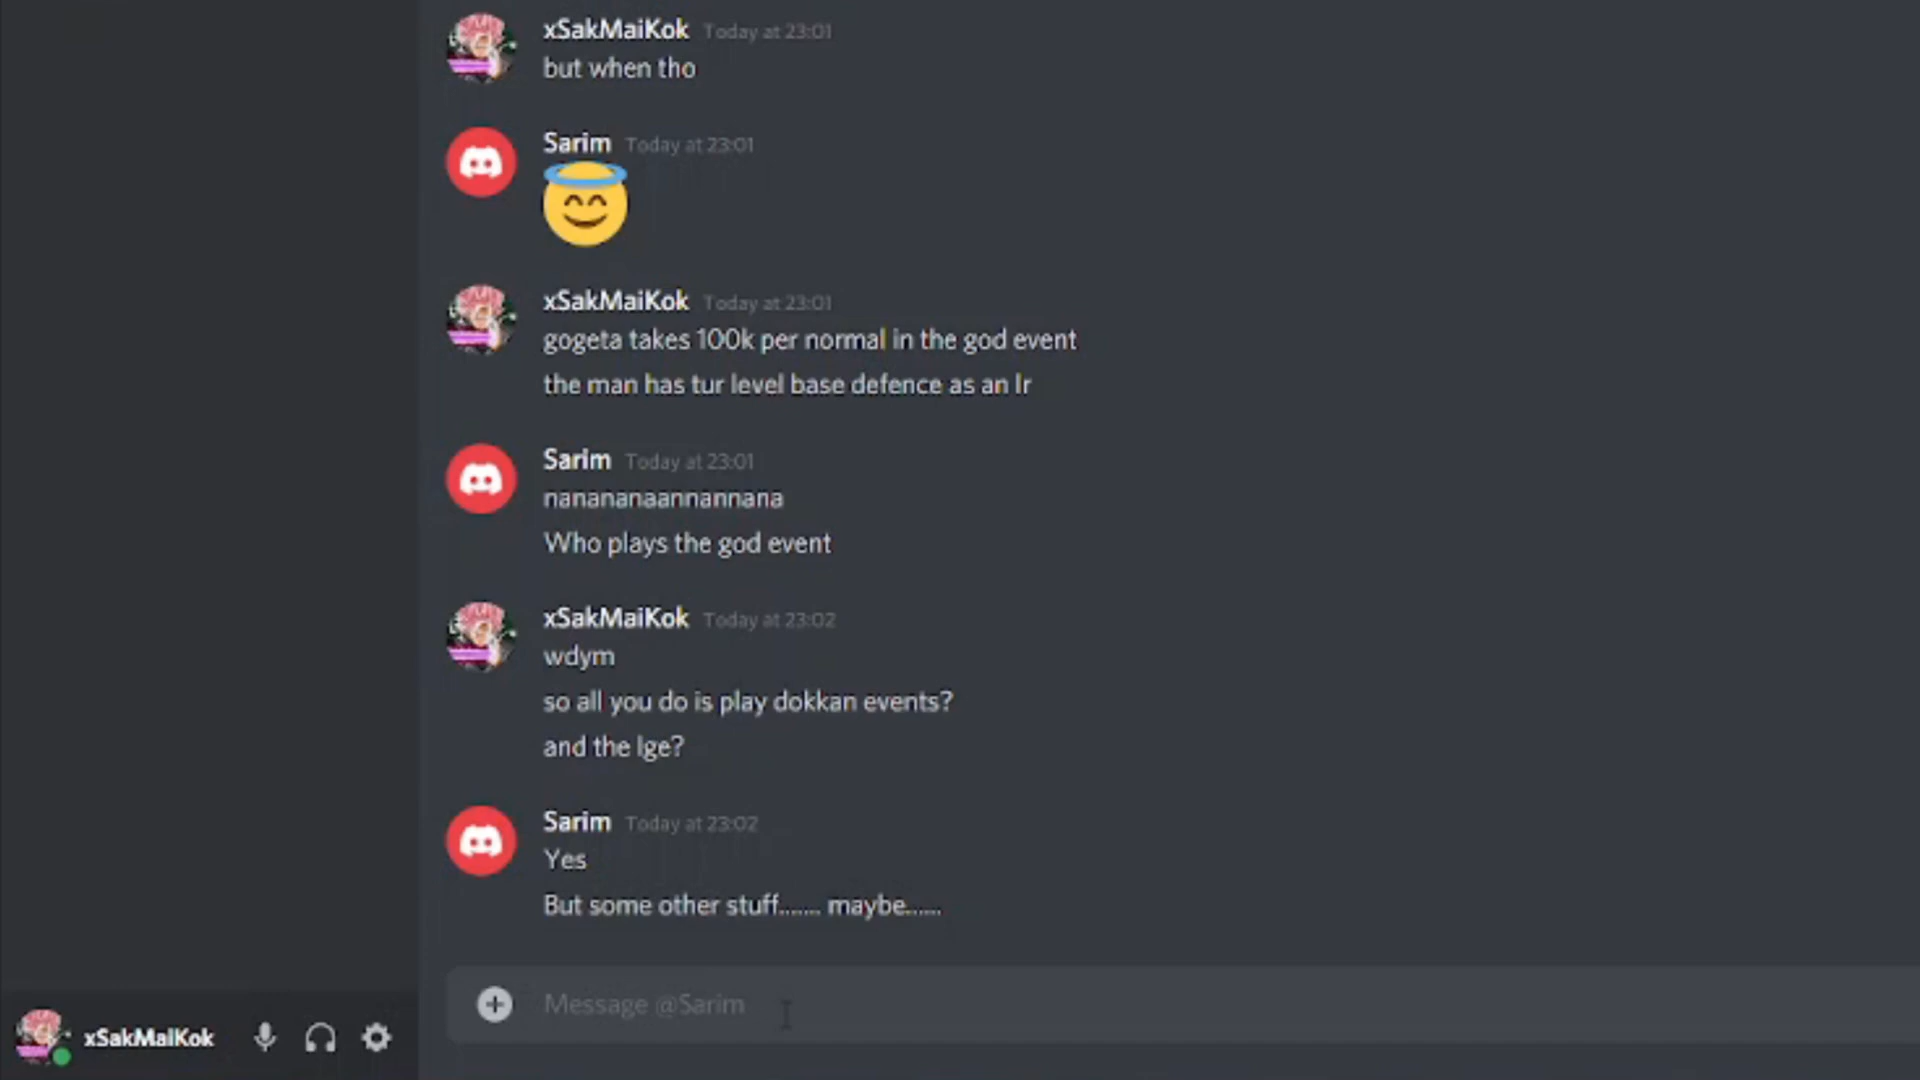 xSakMaiKok Today at 23:01
but when tho
Sarim Today at 23:01
xSakMaiKok Today at 23:01
gogeta takes 100k per normal in the god event
the man has tur level base defence as an lr
Sarim Today at 23:01
nanananaannannana
Who plays the god event
xSakMaiKok Today at 23:02
wdym
so all you do is play dokkan events?
and the lge?
Sarim Today at 23:02
Yes
But some other stuff....... maybe......
Message @Sarim
xSakMaiKok